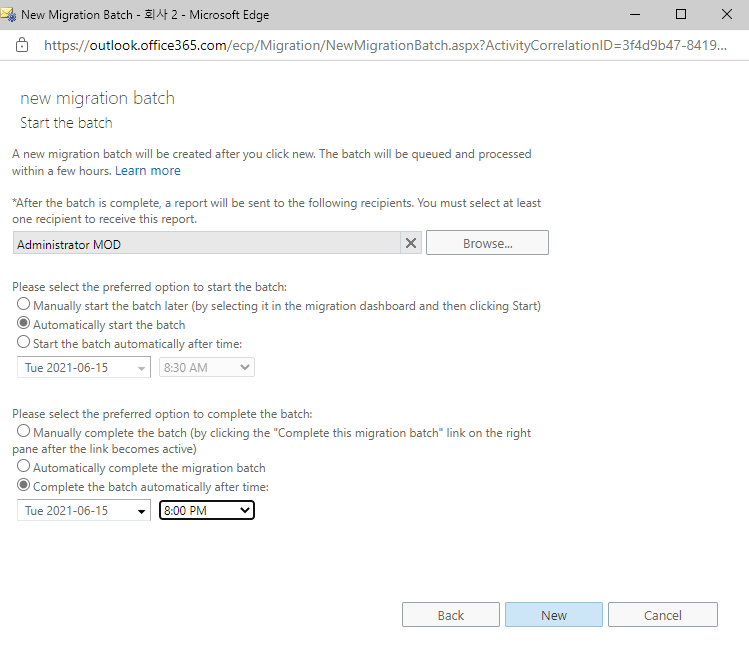 New Migration Batch - 회사 2 - Microsoft Edge
https://outlook.office365.com/ecp/Migration/NewMigrationBatch.aspx?ActivityCorrelationID=3f4d9b47-8419...
new migration batch
Start the batch
A new migration batch will be created after you click new. The batch will be queued and processed
within a few hours. Learn more
*After the batch is complete, a report will be sent to the following recipients. You must select at least
one recipient to receive this report.
Administrator MOD
Browse...
Please select the preferred option to start the batch:
Manually start the batch later (by selecting it in the migration dashboard and then clicking Start)
Automatically start the batch
Start the batch automatically after time:
Tue 2021-06-15 8:30 AM
Please select the preferred option to complete the batch:
Manually complete the batch (by clicking the "Complete this migration batch" link on the right
pane after the link becomes active)
Automatically complete the migration batch
Complete the batch automatically after time:
Tue 2021-06-15 8:00 PM
Back New Cancel